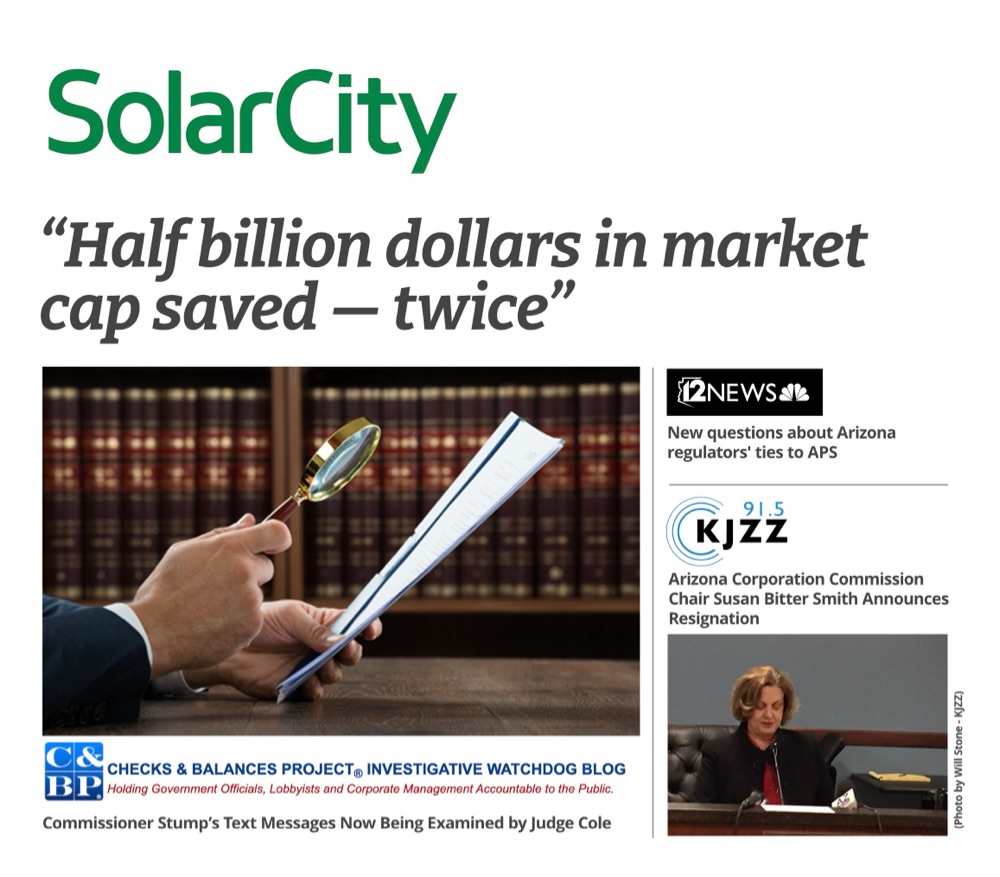 SolarCity
“Half billion dollars in market
cap saved — twice”
C&
BP®
CHECKS & BALANCES PROJECT® INVESTIGATIVE WATCHDOG BLOG
Holding Government Officials, Lobbyists and Corporate Management Accountable to the Public.
Commissioner Stump’s Text Messages Now Being Examined by Judge Cole
12NEWS
New questions about Arizona
regulators' ties to APS
91.5
KJZZ
Arizona Corporation Commission
Chair Susan Bitter Smith Announces
Resignation
(Photo by Will Stone - KJZZ)